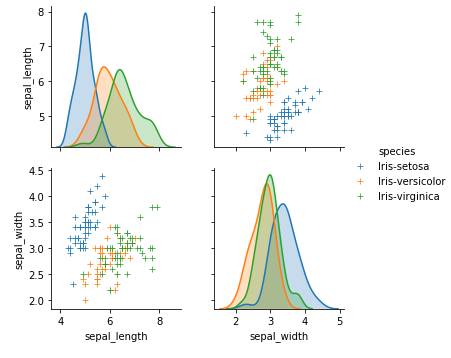 8
7
6
5
sepal_length
species
Iris-setosa
Iris-versicolor
Iris-virginica
4.5
4.0
3.5
3.0
2.5
2.0
sepal_width
4
6
8
sepal_length
2
3
4
5
sepal_width